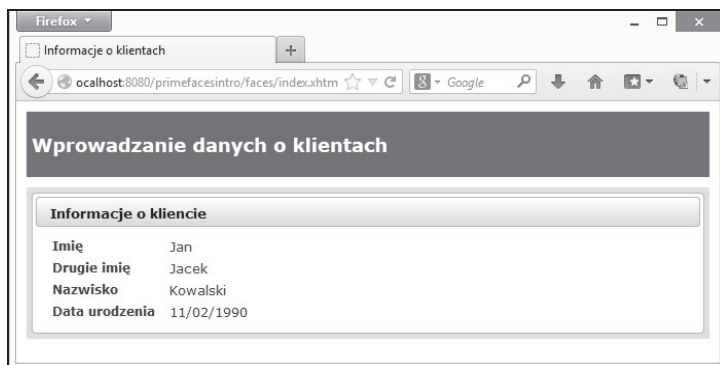 Firefox
Informacje o klientach
ocalhost:8080/primefacesintro/faces/index.xhtm
8 Google
Wprowadzanie danych o klientach
Informacje o kliencie
Imię Jan
Drugie imię Jacek
Nazwisko Kowalski
Data urodzenia 11/02/1990